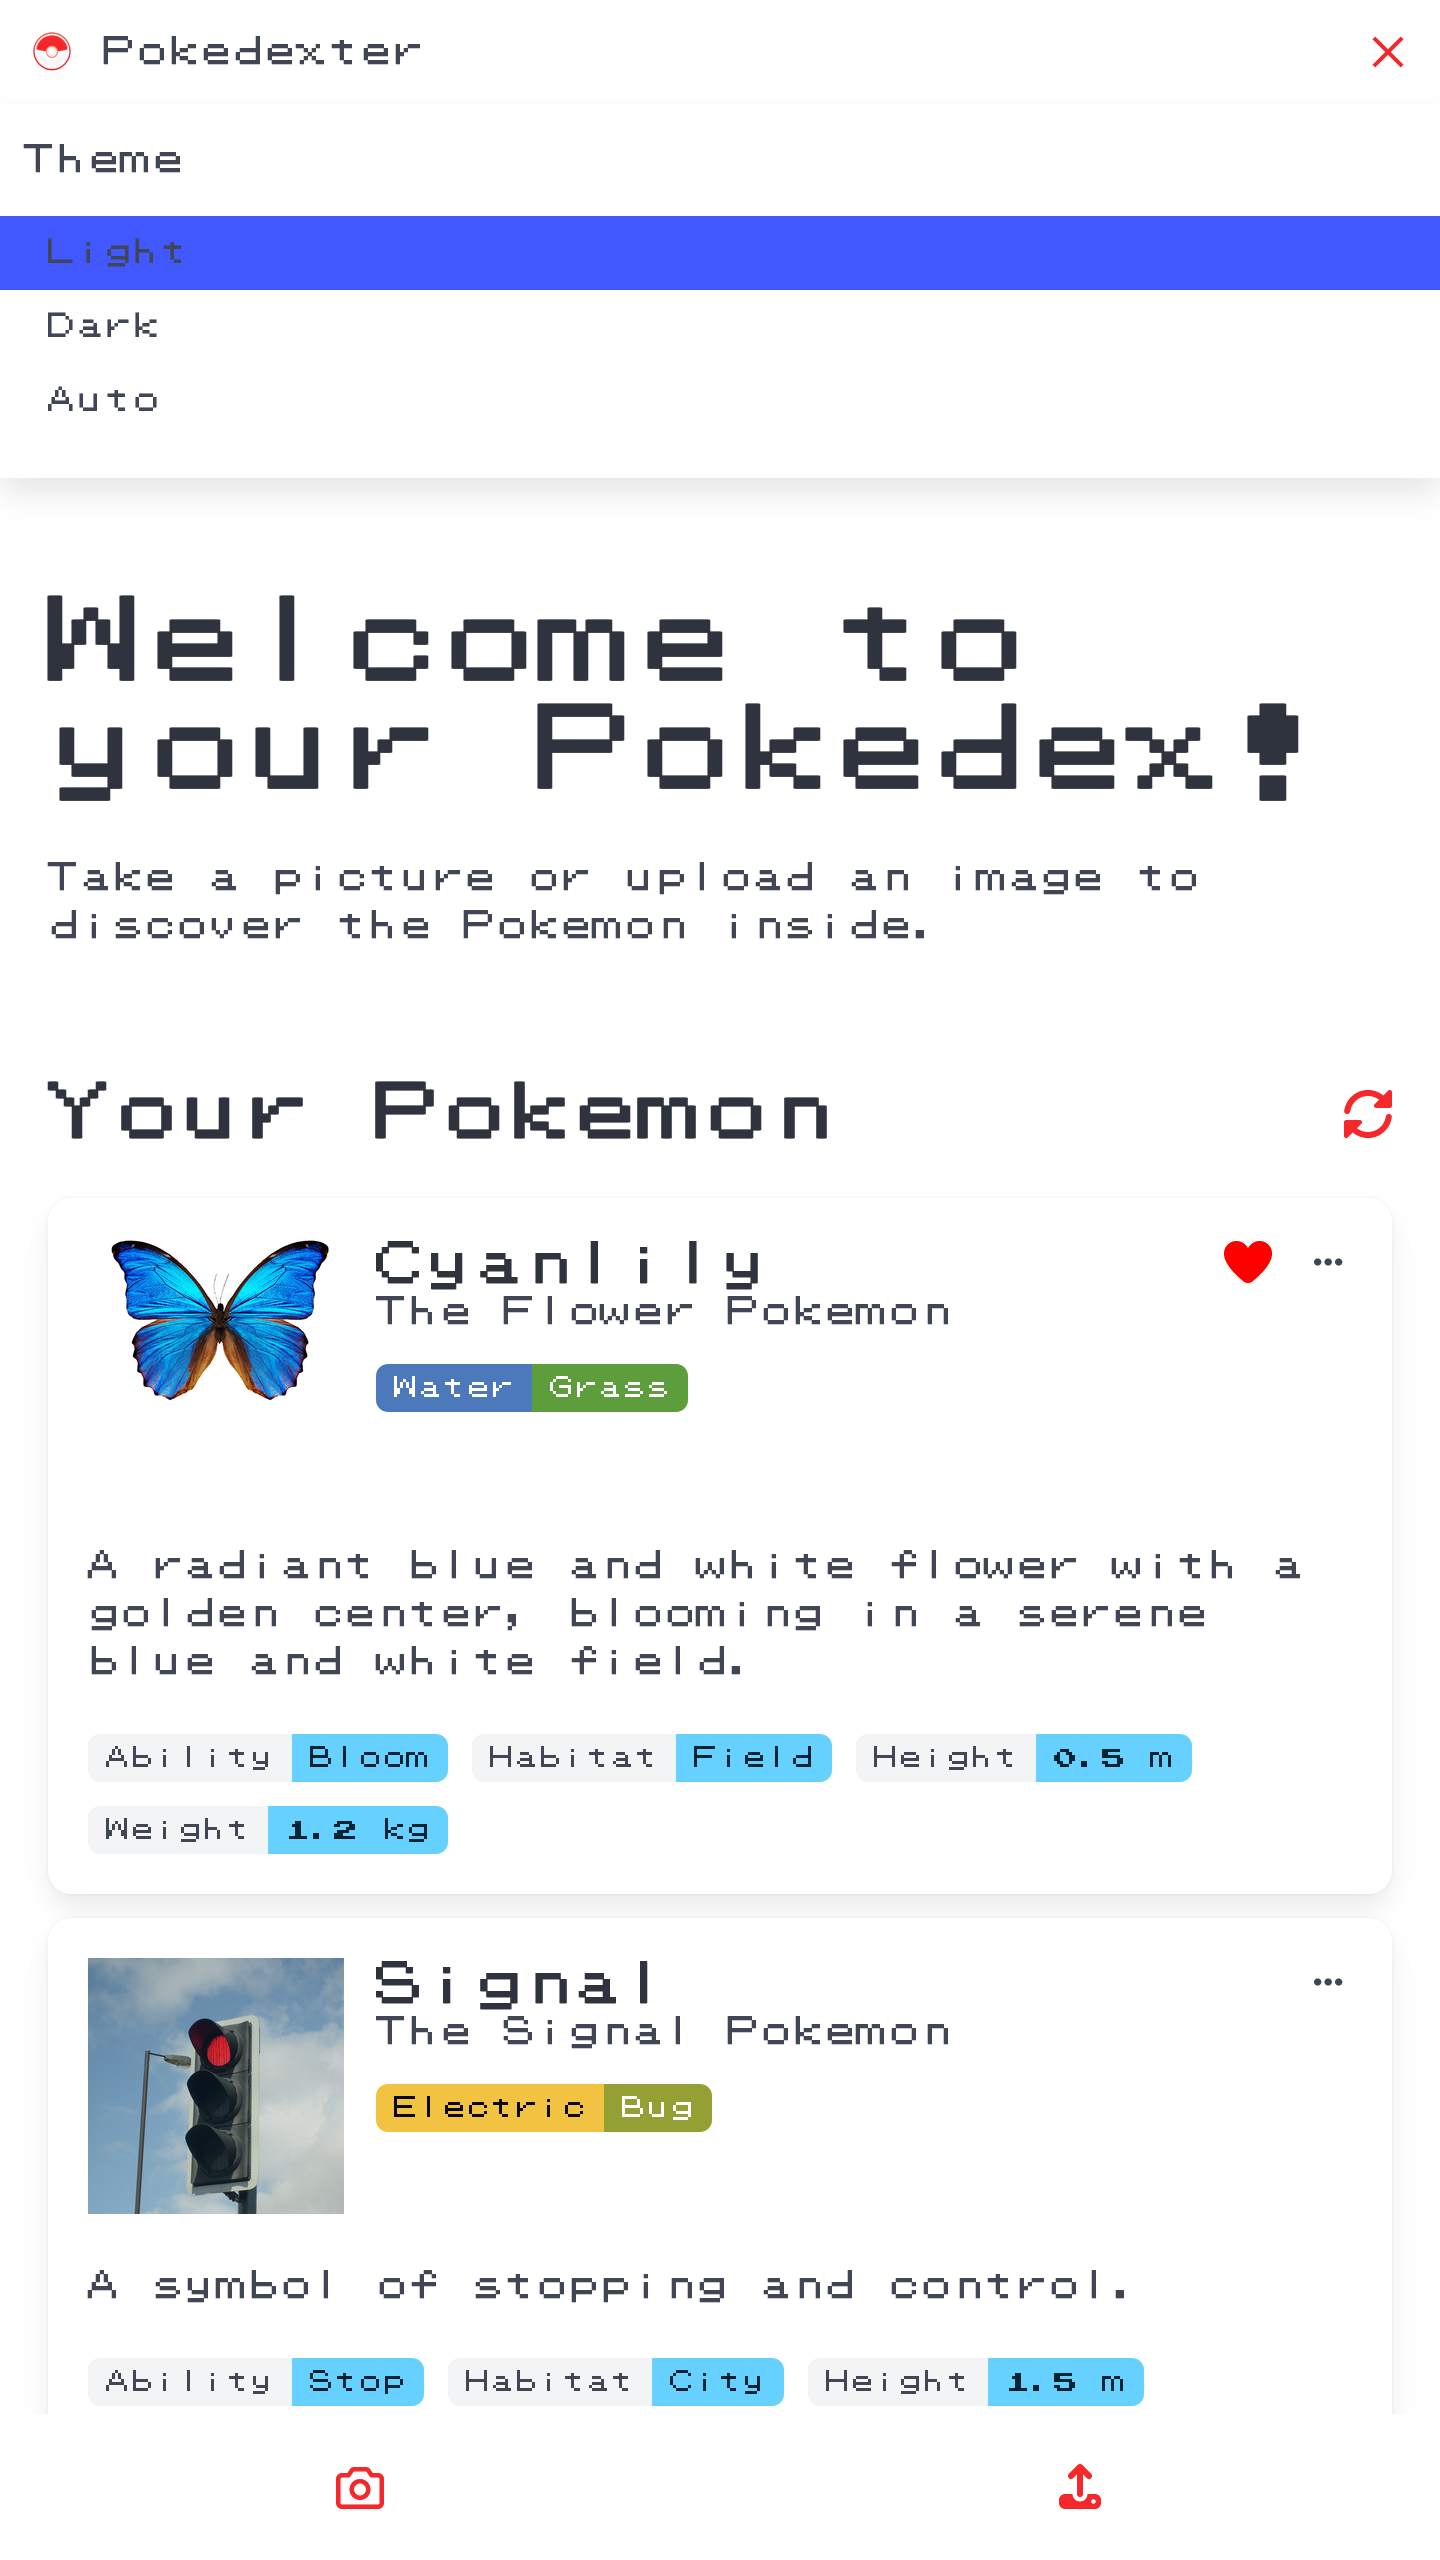 Pokedexter
Theme
Light
Dark
Auto
Welcome to
your Pokedex!
Take a picture or upload an image to
discover the Pokemon inside.
Your Pokemon
Cyanlily
The Flower Pokemon
Water Grass
A radiant blue and white flower with a
golden center, blooming in a serene
blue and white field.
Ability Bloom Habitat Field Height 0.5 m
Weight 1.2 kg
Signal
The Signal Pokemon
Electric Bug
A symbol of stopping and control.
Ability Stop Habitat City Height 1.5 m